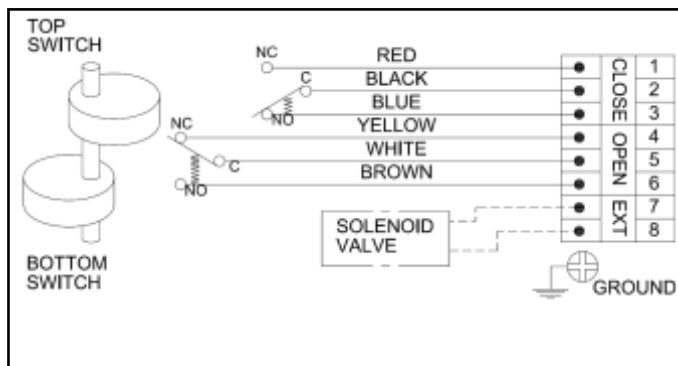 TOP
SWITCH
NC
RED
CLOSE
1
C
BLACK
2
BLUE
3
NO
NC
YELLOW
OPEN
4
WHITE
5
C
BROWN
6
NO
EXT
7
SOLENOID
VALVE
8
BOTTOM
SWITCH
GROUND